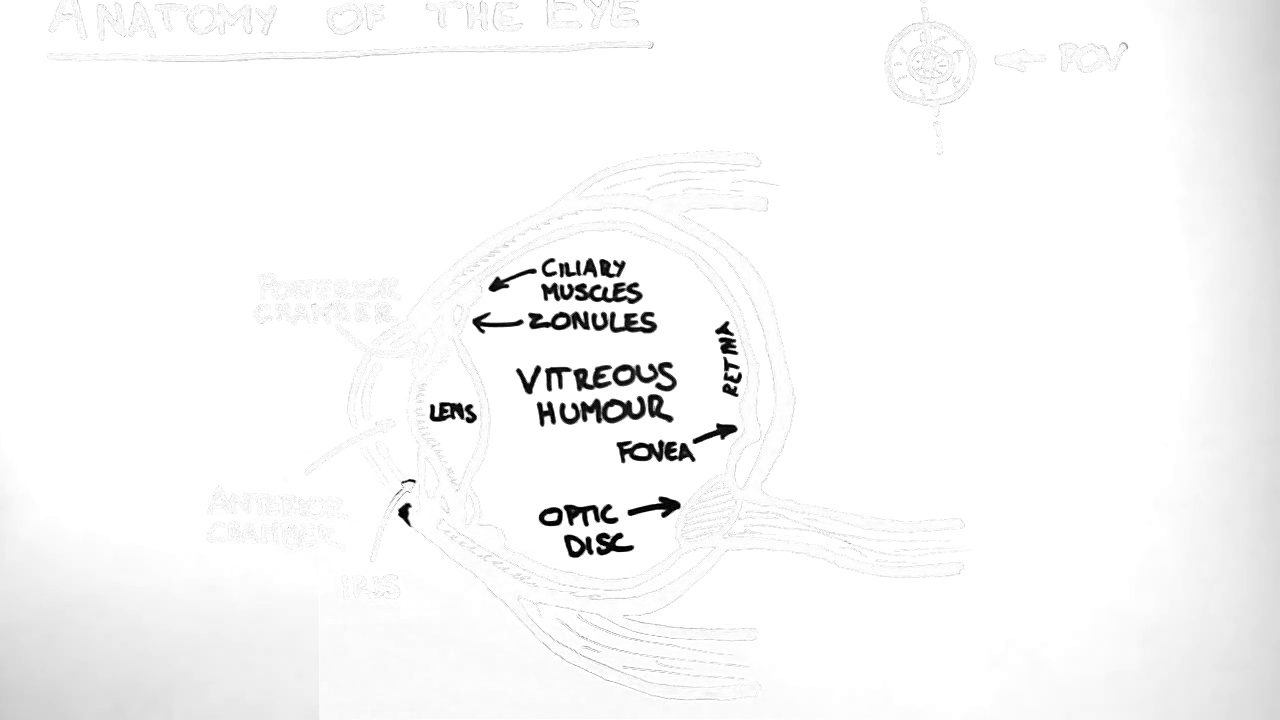 ANATOMY OF THE EYE
POV
POSTERIOR
CHAMBER
CILIARY
MUSCLES
ZONULES
VITREOUS
HUMOUR
LENS
RETINA
FOVEA
ANTERIOR
CHAMBER
OPTIC
DISC
IRIS